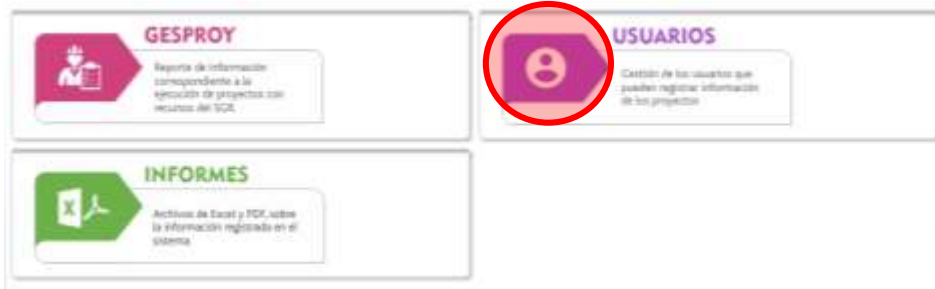 GESPROY
Reporte de información
correspondiente a la
ejecución de proyectos con
recursos del SGR.
USUARIOS
Gestión de los usuarios que
pueden registrar información
de los proyectos
INFORMES
Archivos de Excel y PDF, sobre
la información registrada en el
sistema.